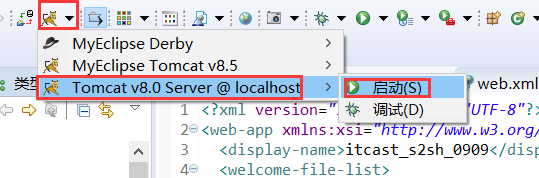 MyEclipse Derby
MyEclipse Tomcat v8.5
Tomcat v8.0 Server @ localhost
启动(S)
调试(D)
类型
web.xml
1 <?xml version= "UTF-8"?>
2 <web-app xmlns:xsi="http://www.w3.org/
3 <display-name>itcast_s2sh_0909</disp
4 <welcome-file-list>